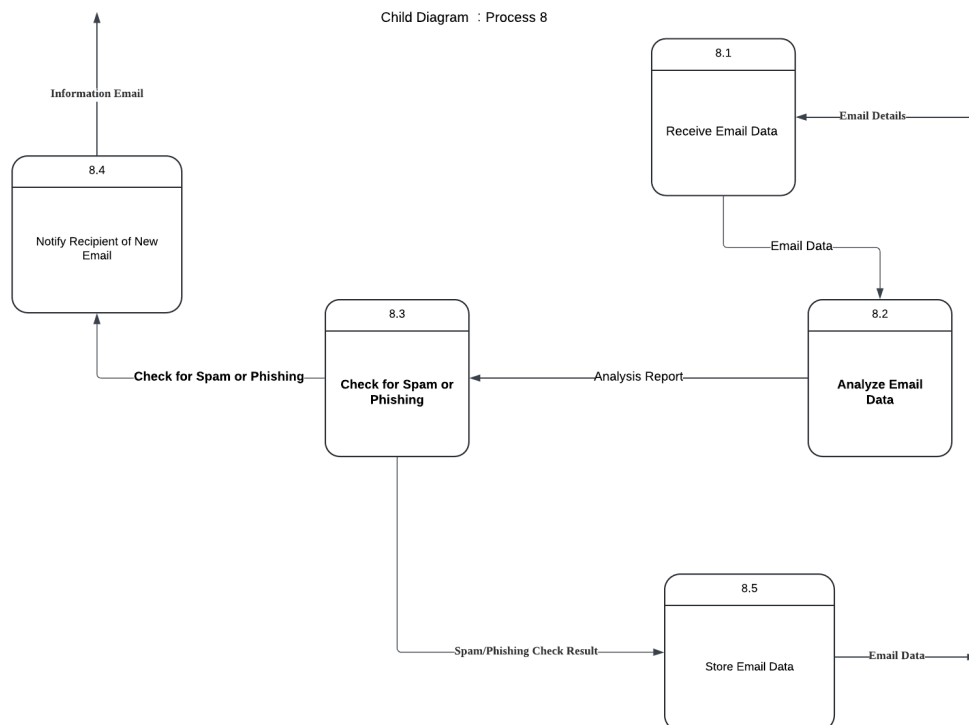 Child Diagram : Process 8
8.1
Receive Email Data
Email Details
Information Email
8.4
Notify Recipient of New
Email
Email Data
8.3
Check for Spam or
Phishing
8.2
Analyze Email
Data
Check for Spam or Phishing
Analysis Report
8.5
Store Email Data
Spam/Phishing Check Result
Email Data